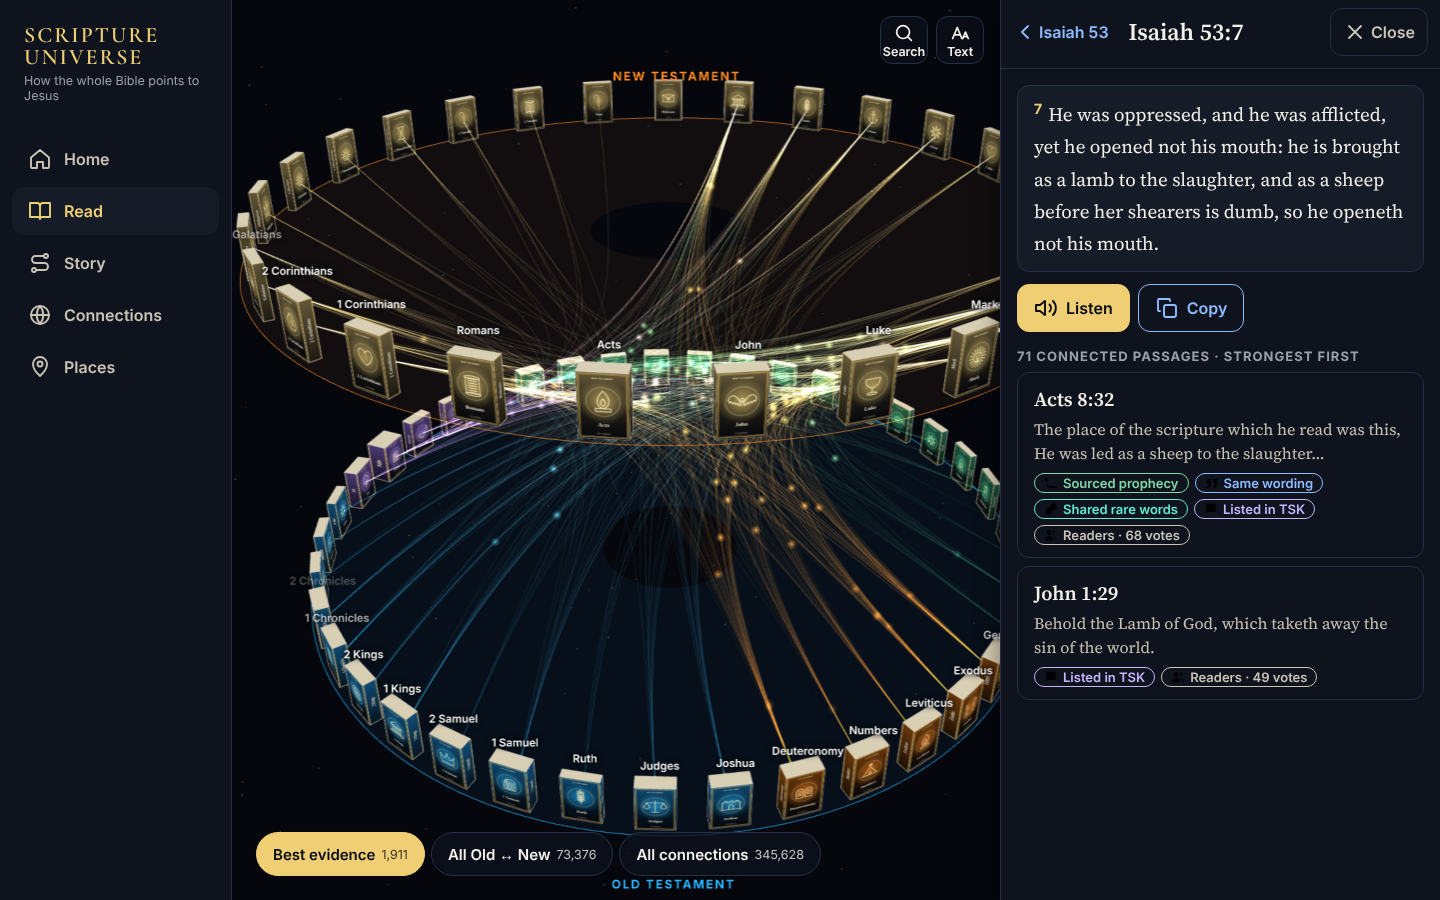 SCRIPTURE
UNIVERSE
How the whole Bible points to
Jesus
Home
Read
Story
Connections
Places
Search
Text
NEW TESTAMENT
Galatians
2 Corinthians
1 Corinthians
Romans
Acts
John
Luke
Mark
2 Chronicles
1 Chronicles
2 Kings
1 Kings
2 Samuel
1 Samuel
Ruth
Judges
Joshua
Deuteronomy
Numbers
Leviticus
Exodus
Best evidence 1,911
All Old ↔ New 73,376
All connections 345,628
OLD TESTAMENT
Isaiah 53
Isaiah 53:7
Close
7 He was oppressed, and he was afflicted,
yet he opened not his mouth: he is brought
as a lamb to the slaughter, and as a sheep
before her shearers is dumb, so he openeth
not his mouth.
Listen
Copy
71 CONNECTED PASSAGES · STRONGEST FIRST
Acts 8:32
The place of the scripture which he read was this,
He was led as a sheep to the slaughter…
Sourced prophecy
Same wording
Shared rare words
Listed in TSK
Readers · 68 votes
John 1:29
Behold the Lamb of God, which taketh away the
sin of the world.
Listed in TSK
Readers · 49 votes